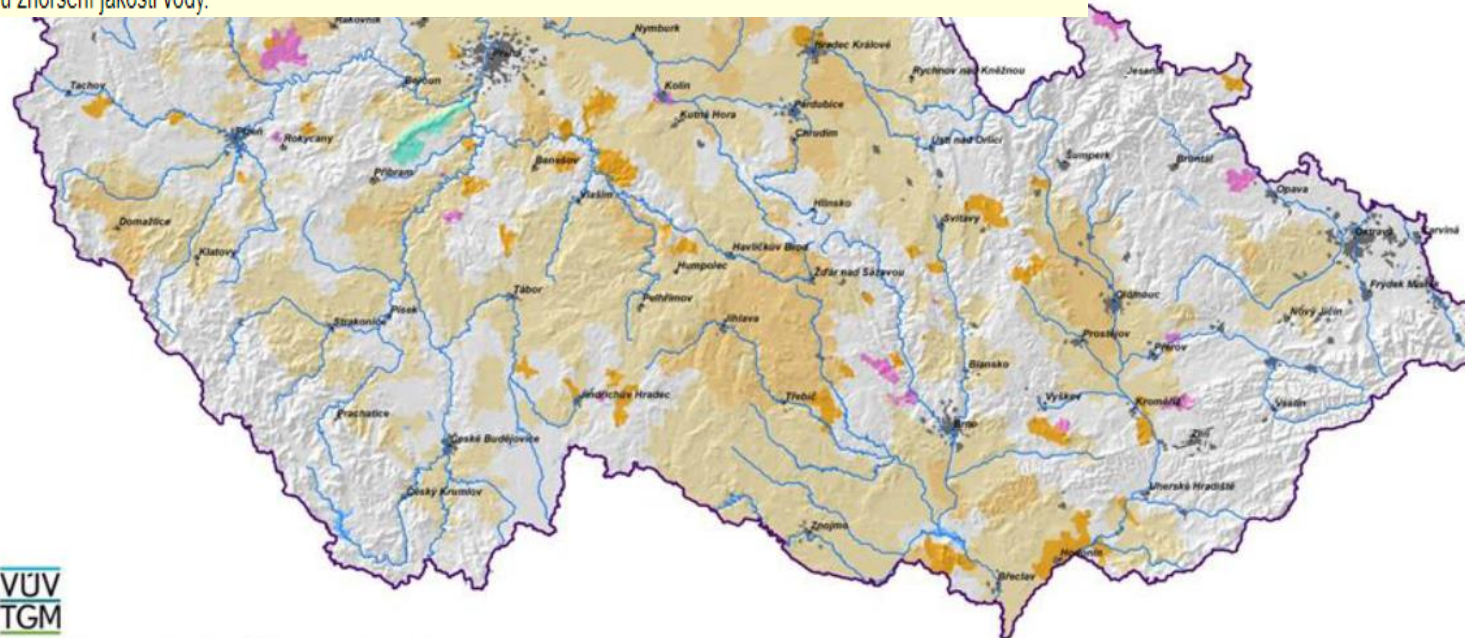 u zhoršení jakosti vody.
Rakovník
Nymburk
Praha
Hradec Králové
Tachov
Beroun
Kolín
Rychnov nad Kněžnou
Jeseník
Kutná Hora
Pardubice
Plzeň
Rokycany
Chrudim
Ústí nad Orlicí
Šumperk
Bruntál
Příbram
Benešov
Opava
Vlašim
Hlinsko
Svitavy
Domažlice
Ostrava
Karviná
Klatovy
Havlíčkův Brod
Humpolec
Žďár nad Sázavou
Tábor
Pelhřimov
Olomouc
Frýdek Místek
Písek
Strakonice
Jihlava
Nový Jičín
Prostějov
Přerov
Blansko
Jindřichův Hradec
Třebíč
Vyškov
Kroměříž
Vsetín
Prachatice
Brno
České Budějovice
Zlín
Český Krumlov
Uherské Hradiště
Znojmo
Hodonín
Břeclav
VÚV
TGM